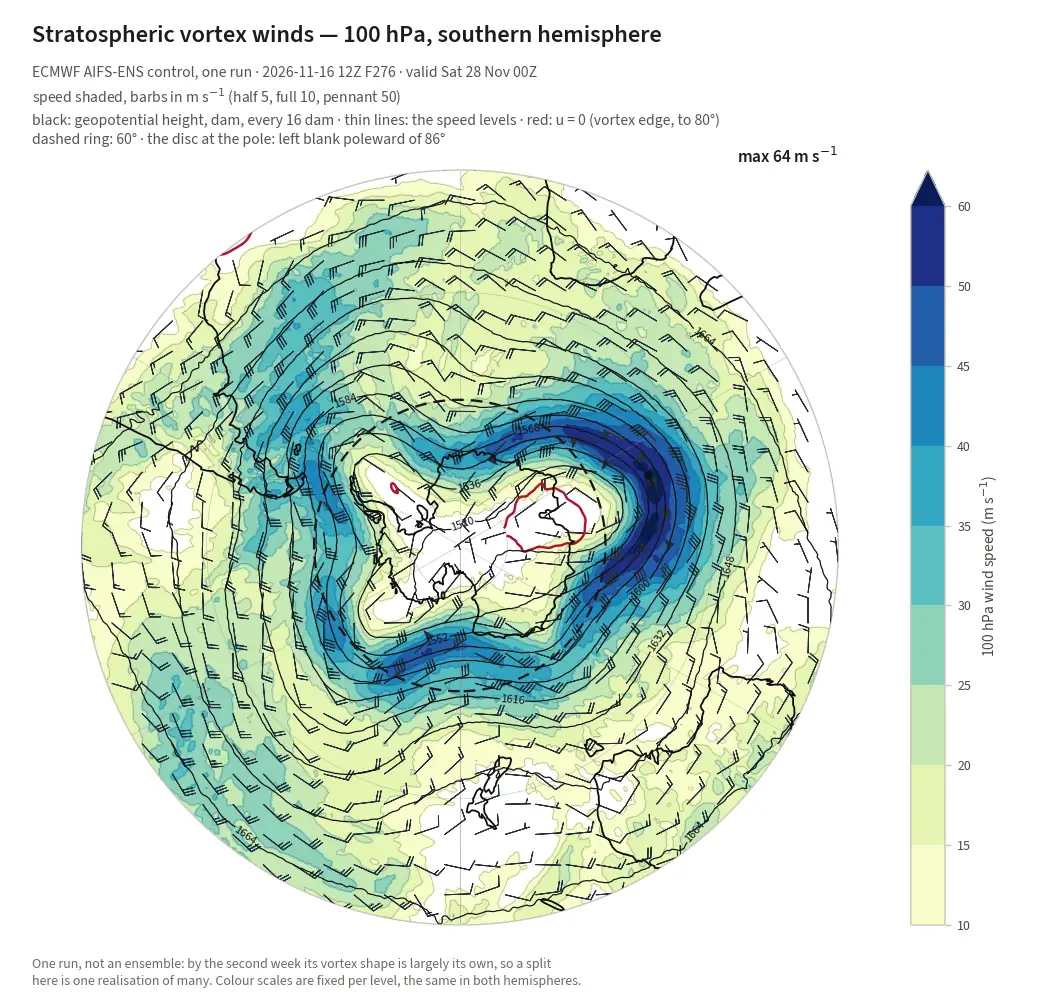 Stratospheric vortex winds — 100 hPa, southern hemisphere
ECMWF AIFS-ENS control, one run · 2026-11-16 12Z F276 · valid Sat 28 Nov 00Z
speed shaded, barbs in m s⁻¹ (half 5, full 10, pennant 50)
black: geopotential height, dam, every 16 dam · thin lines: the speed levels · red: u = 0 (vortex edge, to 80°)
dashed ring: 60° · the disc at the pole: left blank poleward of 86°
max 64 m s⁻¹
60
50
45
40
35
30
25
20
15
10
100 hPa wind speed (m s⁻¹)
1664
1584
1568
1536
1520
1648
1600
1552
1632
1616
1664
1664
One run, not an ensemble: by the second week its vortex shape is largely its own, so a split
here is one realisation of many. Colour scales are fixed per level, the same in both hemispheres.